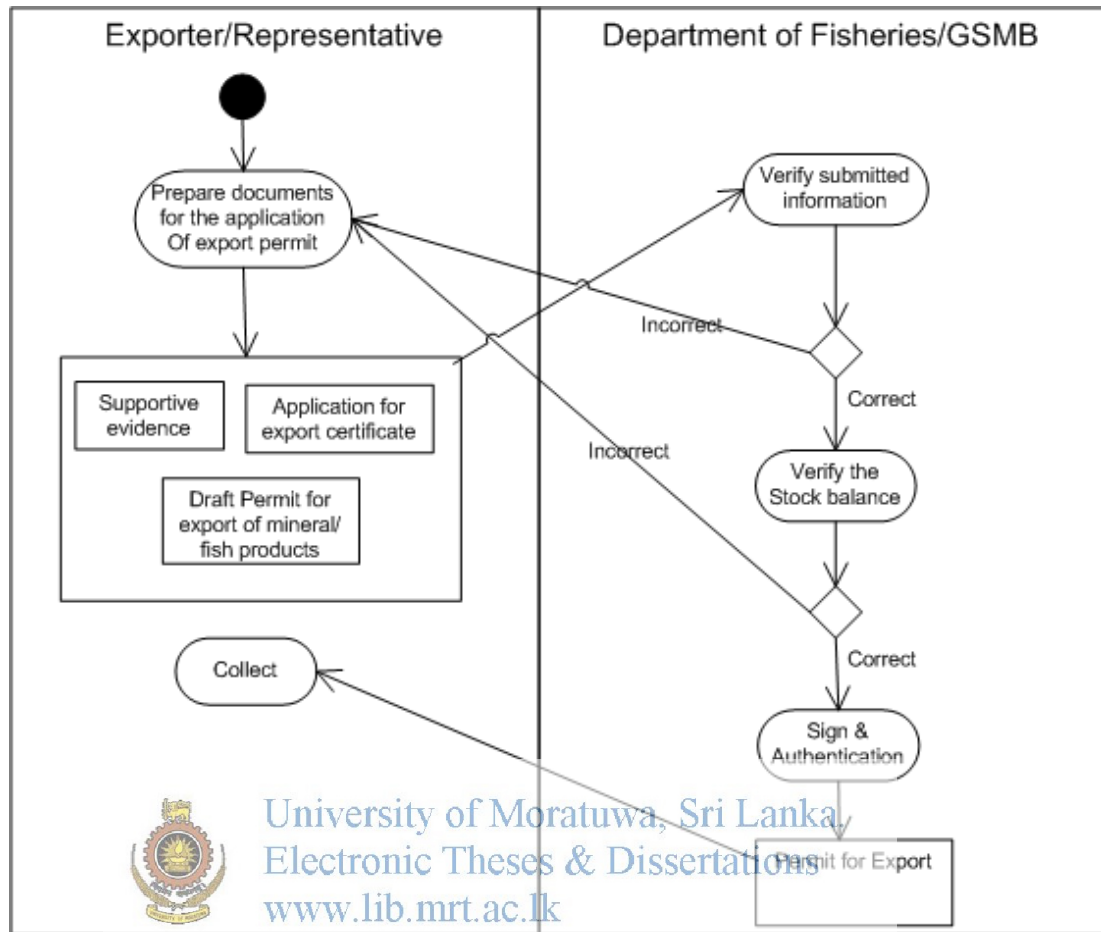 Exporter/Representative
Department of Fisheries/GSMB
Prepare documents
for the application
Of export permit
Verify submitted
information
Incorrect
Correct
Supportive
evidence
Application for
export certificate
Draft Permit for
export of mineral/
fish products
Incorrect
Verify the
Stock balance
Correct
Collect
Sign &
Authentication
Permit for Export
University of Moratuwa, Sri Lanka.
Electronic Theses & Dissertations
www.lib.mrt.ac.lk